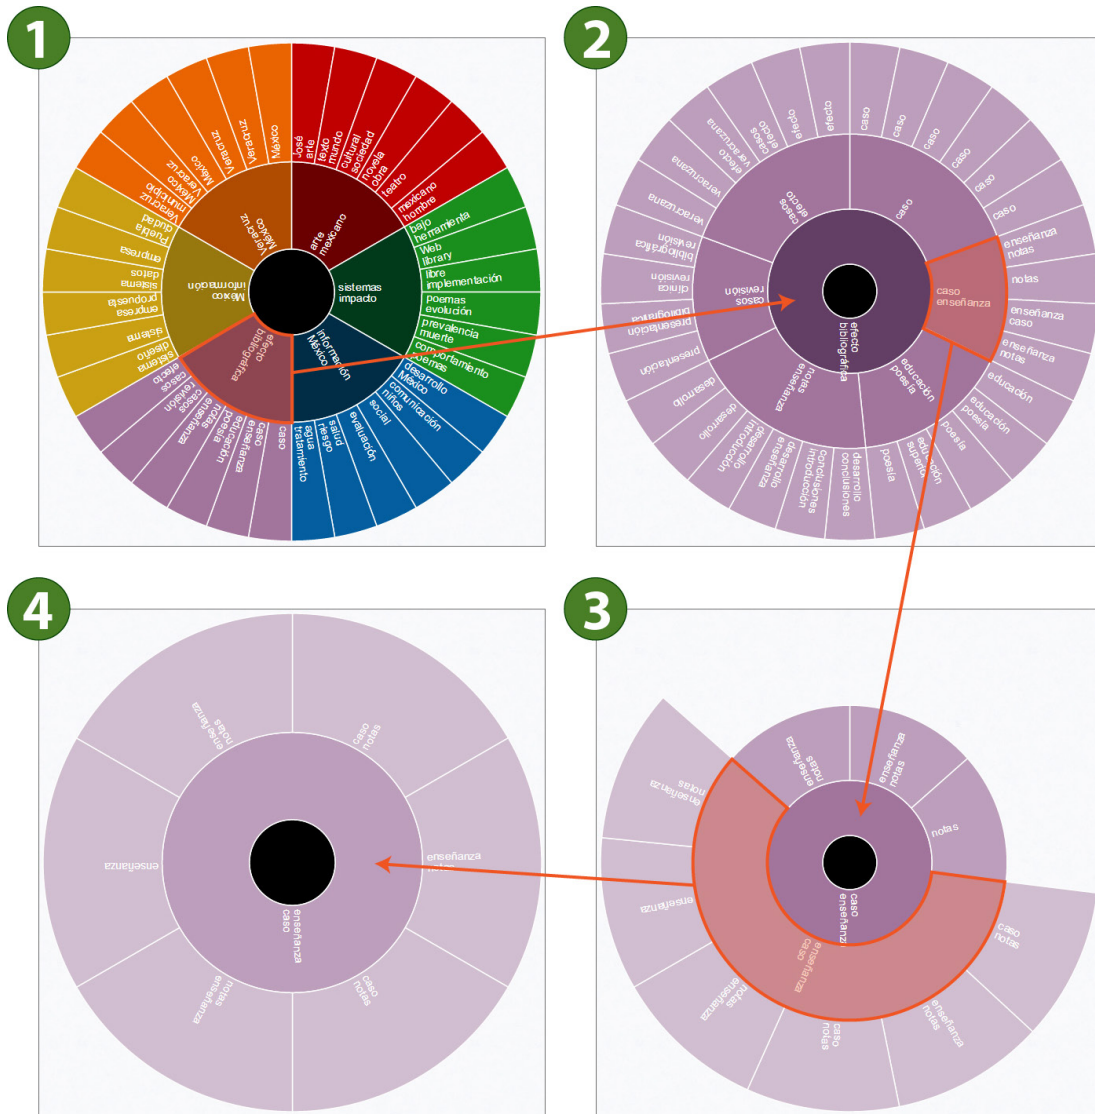 1
José
arte
texto
mundo
cultural
sociedad
novela
obra
teatro
mexicano
hombre
bajo
herramienta
Web
library
libre
implementación
poemas
evolución
prevalencia
muerte
comportamiento
poemas
desarrollo
México
comunicación
niños
social
evaluación
salud
riesgo
agua
tratamiento
caso
caso
enseñanza
educación
poesía
notas
enseñanza
casos
revisión
casos
efecto
sistema
diseño
sistema
empresa
propuesta
sistema
datos
empresa
Puebla
ciudad
Veracruz
municipio
México
Veracruz
México
Veracruz
Veracruz
México
arte
mexicano
sistemas
impacto
información
México
efecto
bibliográfica
México
información
Veracruz
México
2
caso
caso
caso
caso
caso
caso
enseñanza
notas
notas
enseñanza
caso
enseñanza
notas
educación
educación
poesía
poesía
educación
superior
poesía
desarrollo
conclusiones
conclusiones
introducción
desarrollo
enseñanza
desarrollo
introducción
desarrollo
desarrollo
presentación
presentación
bibliográfica
revisión
clínica
revisión
bibliográfica
veracruzana
veracruzana
efecto
veracruzana
casos
efecto
efecto
efecto
caso
caso
enseñanza
educación
poesía
notas
enseñanza
casos
revisión
casos
efecto
efecto
bibliográfica
4
caso
notas
enseñanza
notas
caso
notas
notas
enseñanza
enseñanza
enseñanza
notas
enseñanza
caso
3
enseñanza
notas
notas
enseñanza
notas
caso
enseñanza
enseñanza
caso
caso
notas
enseñanza
notas
caso
notas
notas
enseñanza
enseñanza
enseñanza
notas